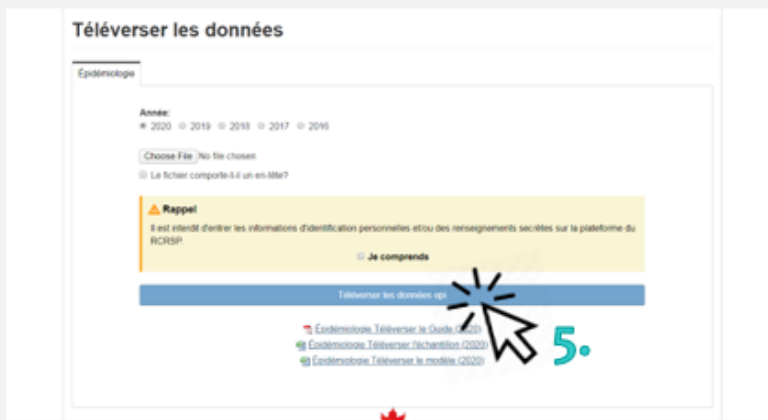 Téléverser les données
Épidémiologie
Année:
2020 2019 2018 2017 2016
Choose File No file chosen
Le fichier comporte-t-il un en-tête?
Rappel
Il est interdit d'entrer les informations d'identification personnelles et/ou des renseignements secrètes sur la plateforme du
RCRSP.
Je comprends
Téléverser les données épi
Épidémiologie Téléverser le Guide (2020)
Épidémiologie Téléverser l'échantillon (2020)
Épidémiologie Téléverser le modèle (2020)
5.